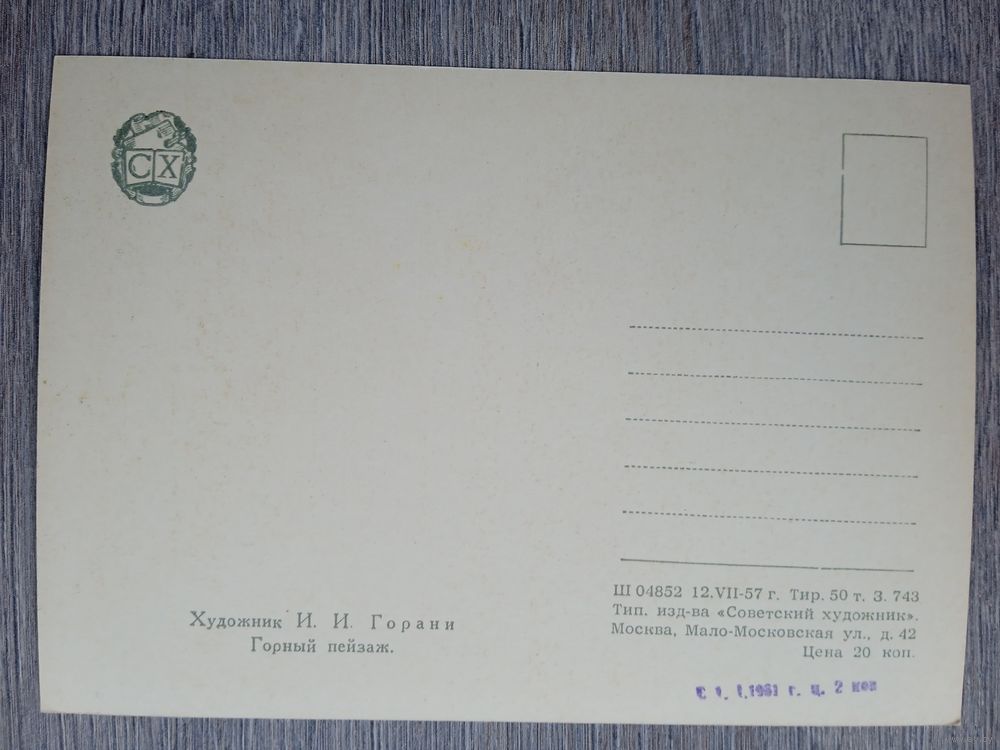 СХ
Художник И. И. Горани
Горный пейзаж.
Ш 04852 12.VII-57 г. Тир. 50 т. З. 743
Тип. изд-ва «Советский художник».
Москва, Мало-Московская ул., д. 42
Цена 20 коп.
С 1. 1.1961 г. ц. 2 коп